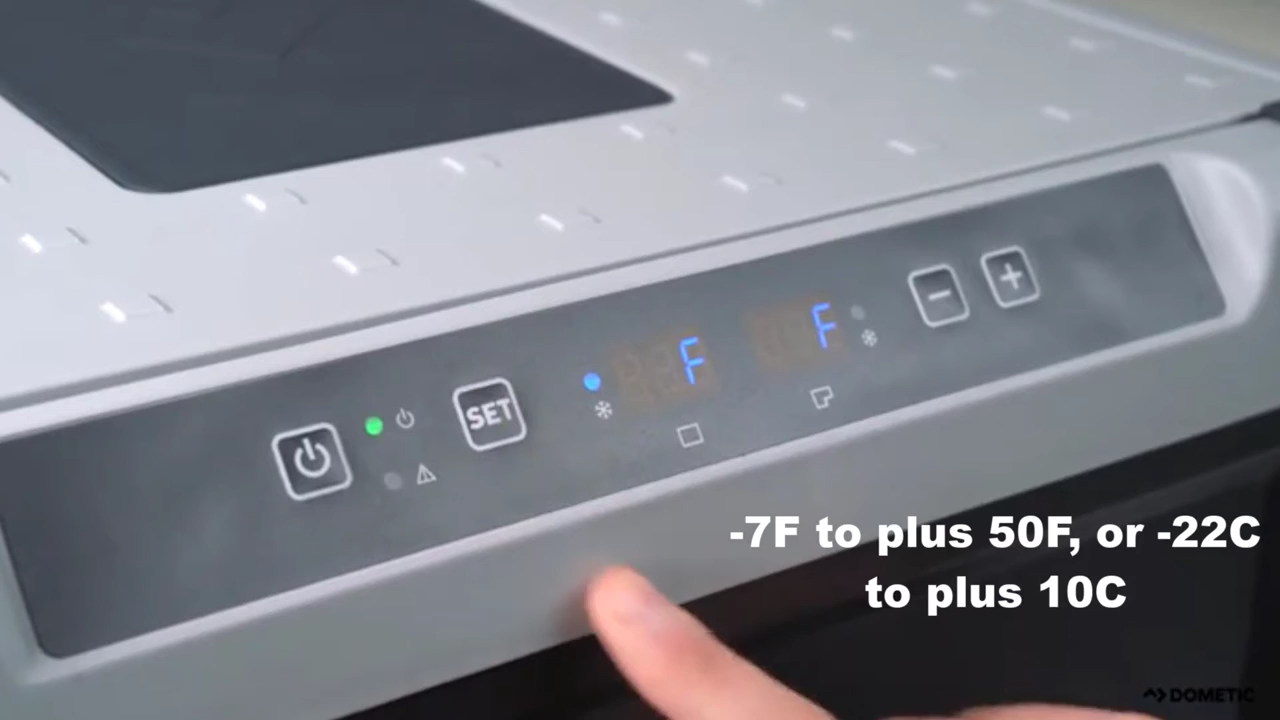 SET
F
F
-7F to plus 50F, or -22C
to plus 10C
DOMETIC